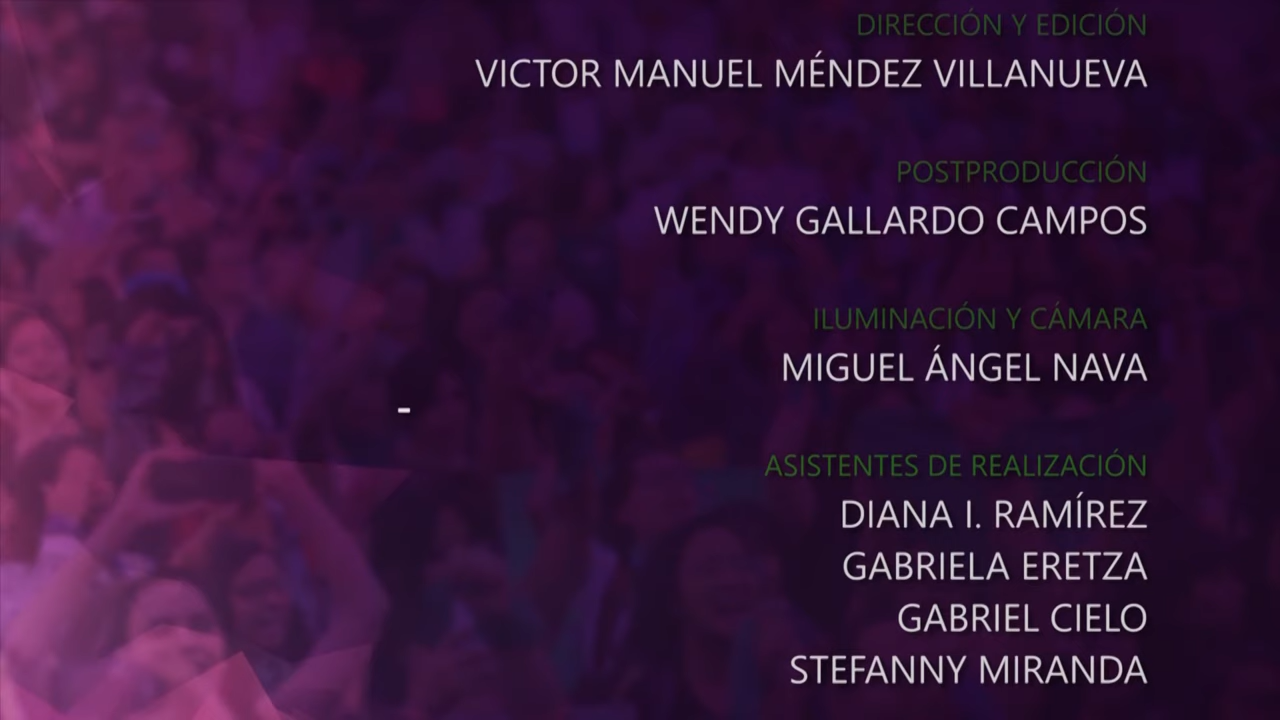 DIRECCIÓN Y EDICIÓN
VICTOR MANUEL MÉNDEZ VILLANUEVA
POSTPRODUCCIÓN
WENDY GALLARDO CAMPOS
ILUMINACIÓN Y CÁMARA
MIGUEL ÁNGEL NAVA
-
ASISTENTES DE REALIZACIÓN
DIANA I. RAMÍREZ
GABRIELA ERETZA
GABRIEL CIELO
STEFANNY MIRANDA